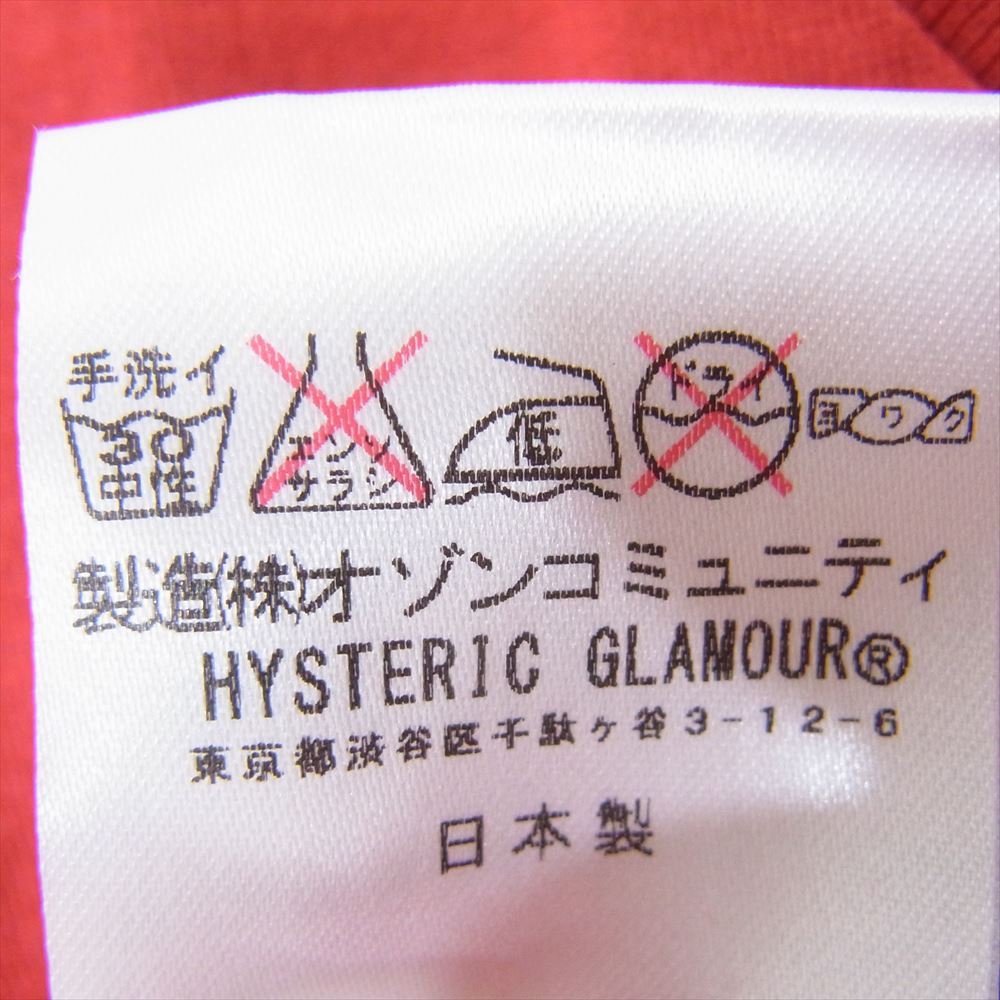 手洗イ
30
中性
エンソ
サラシ
低
ドライ
ヨワク
製造(株)オゾンコミュニティ
HYSTERIC GLAMOUR®
東京都渋谷区千駄ヶ谷3-12-6
日本製